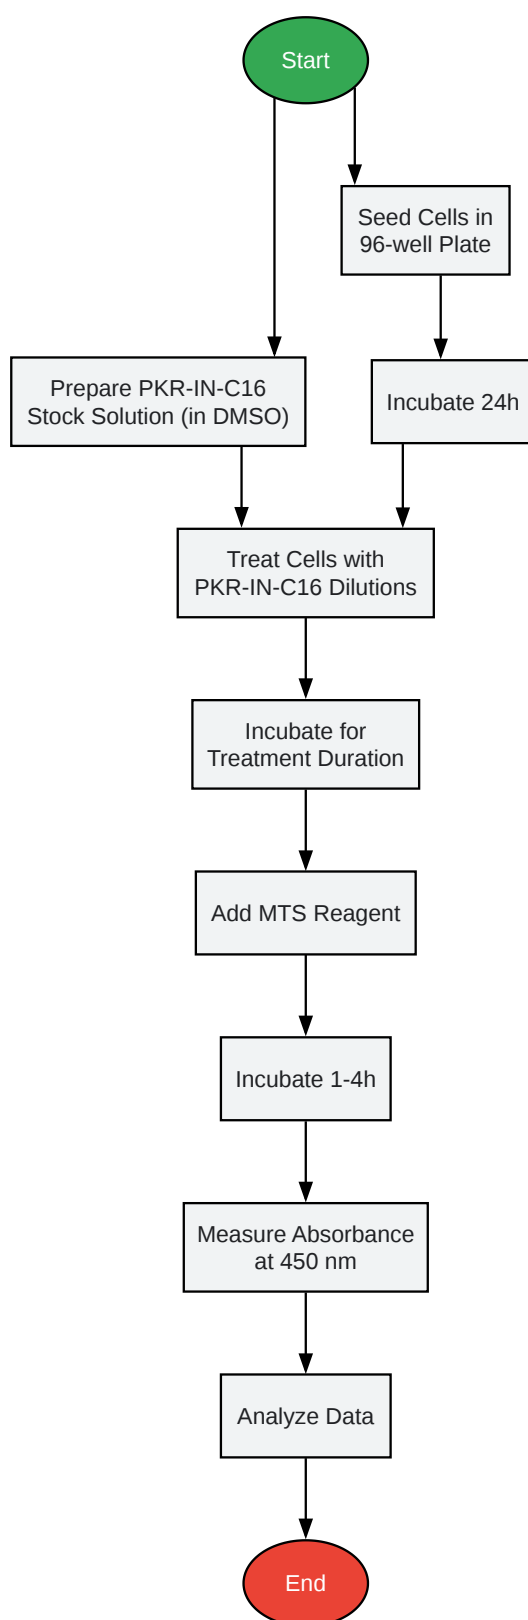 Start
Seed Cells in
96-well Plate
Prepare PKR-IN-C16
Stock Solution (in DMSO)
Incubate 24h
Treat Cells with
PKR-IN-C16 Dilutions
Incubate for
Treatment Duration
Add MTS Reagent
Incubate 1-4h
Measure Absorbance
at 450 nm
Analyze Data
End